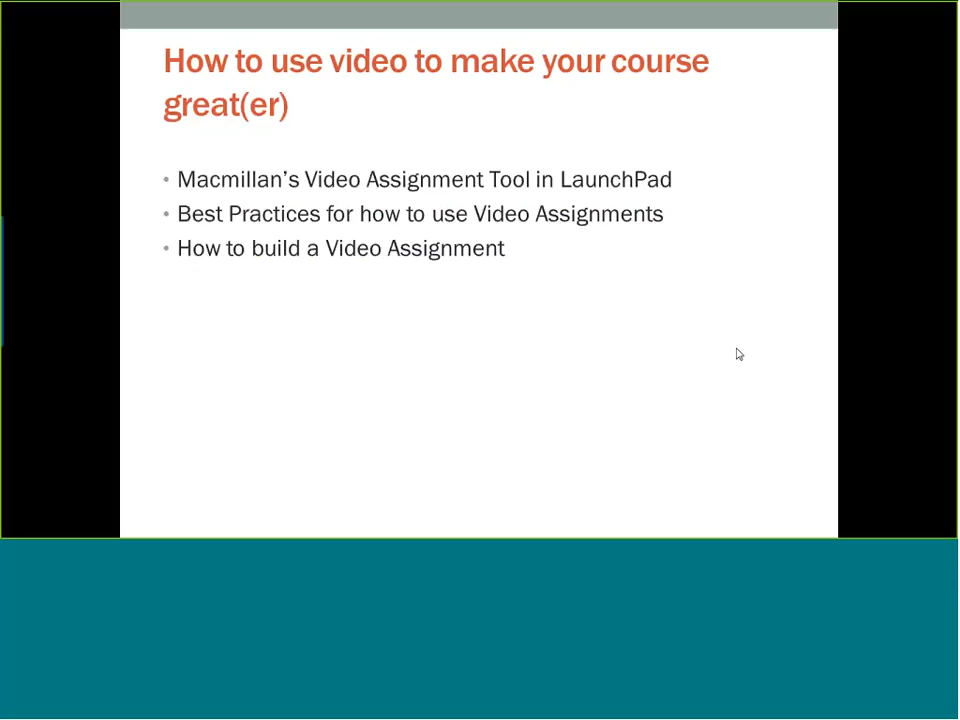 How to use video to make your course
great(er)
• Macmillan’s Video Assignment Tool in LaunchPad
• Best Practices for how to use Video Assignments
• How to build a Video Assignment